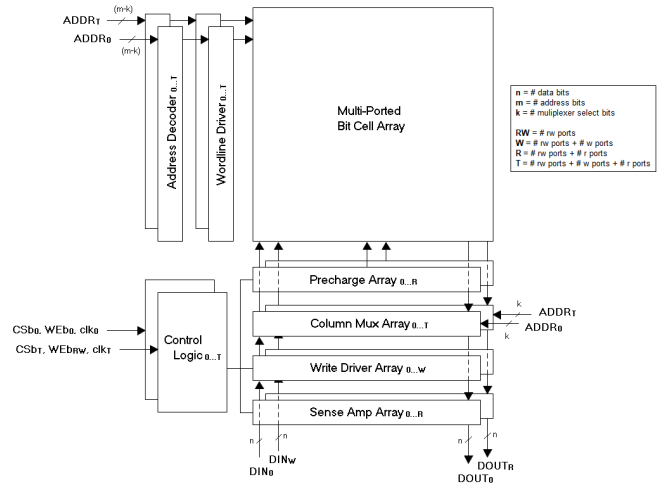 ADDRT
(m-k)
ADDR0
(m-k)
Address Decoder 0...T
Wordline Driver 0...T
Multi-Ported
Bit Cell Array
n = # data bits
m = # address bits
k = # muliplexer select bits
RW = # rw ports
W = # rw ports + # w ports
R = # rw ports + # r ports
T = # rw ports + # w ports + # r ports
Precharge Array 0...R
Column Mux Array 0...T
k
ADDRT
ADDR0
k
CSb0, WEb0, clk0
CSbT, WEbRW, clkT
Control
Logic 0...T
Write Driver Array 0...W
Sense Amp Array 0...R
n
n
n
n
DINW
DIN0
DOUTR
DOUT0